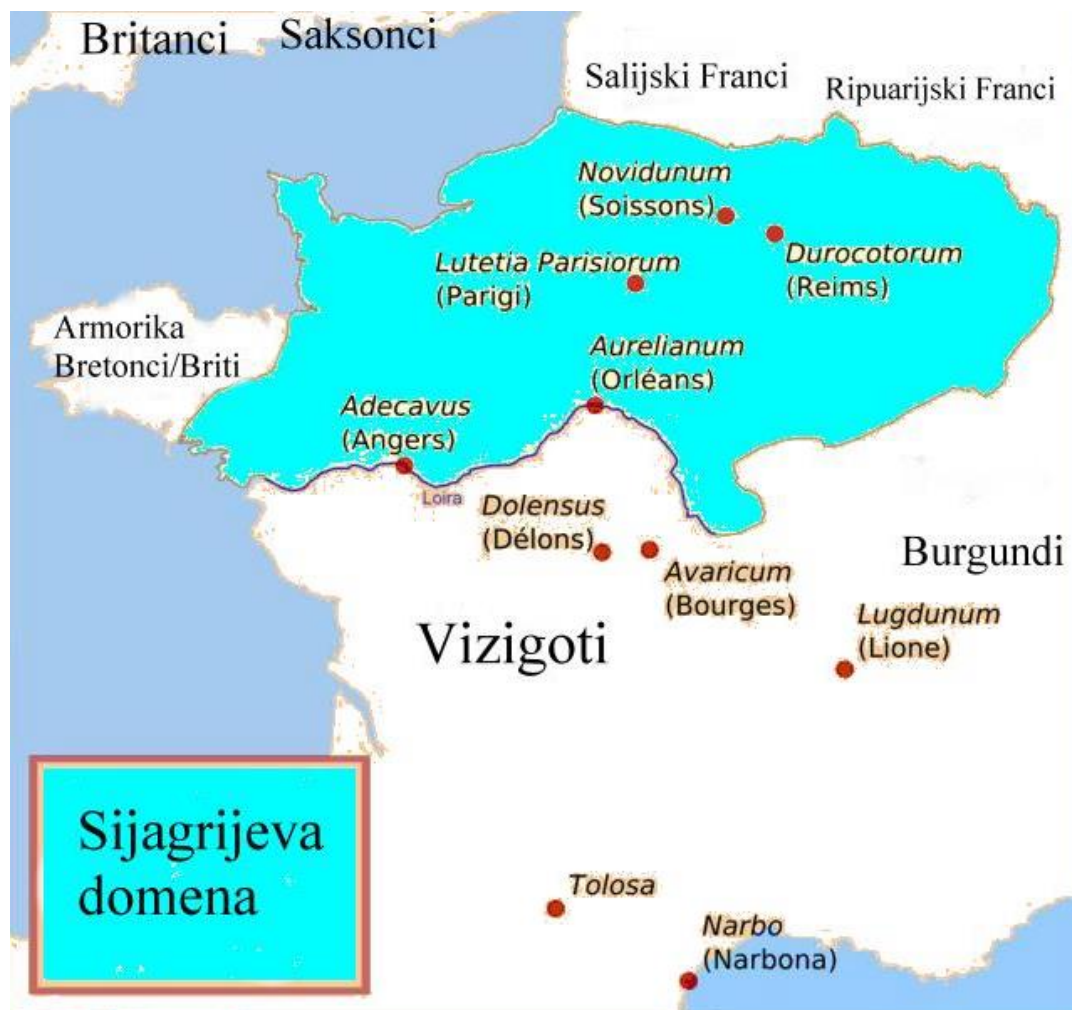 Britanci
Saksonci
Salijski Franci
Ripuarijski Franci
Novidunum
(Soissons)
Durocotorum
(Reims)
Lutetia Parisiorum
(Parigi)
Armorika
Bretonci/Briti
Aurelianum
(Orléans)
Adecavus
(Angers)
Loira
Dolensus
(Délons)
Avaricum
(Bourges)
Burgundi
Lugdunum
(Lione)
Vizigoti
Sijagrijeva
domena
Tolosa
Narbo
(Narbona)